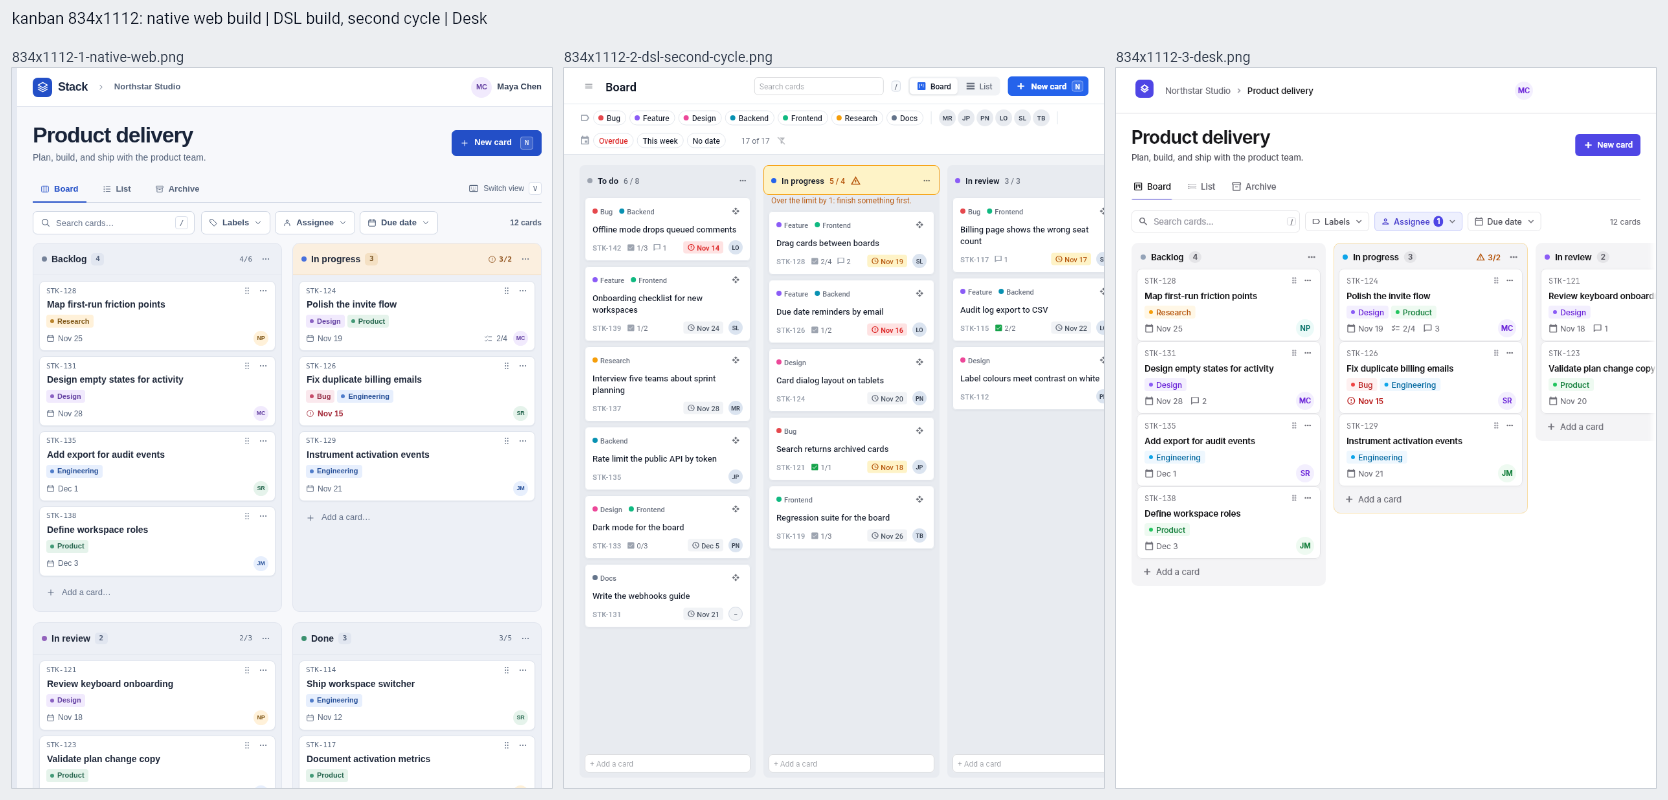 kanban 834x1112: native web build | DSL build, second cycle | Desk
834x1112-1-native-web.png
Stack › Northstar Studio
MC Maya Chen
Product delivery
Plan, build, and ship with the product team.
+ New card N
Board List Archive
Switch view V
Search cards... /
Labels
Assignee
Due date
12 cards
Backlog 4 4/6 ...
STK-128
Map first-run friction points
Research
Nov 25 NP
STK-131
Design empty states for activity
Design
Nov 28 MC
STK-135
Add export for audit events
Engineering
Dec 1 SR
STK-138
Define workspace roles
Product
Dec 3 JM
+ Add a card...
In progress 3 3/2 ...
STK-124
Polish the invite flow
Design Product
Nov 19 2/4 MC
STK-126
Fix duplicate billing emails
Bug Engineering
Nov 15 SR
STK-129
Instrument activation events
Engineering
Nov 21 JM
+ Add a card...
In review 2 2/3 ...
STK-121
Review keyboard onboarding
Design
Nov 18 NP
STK-123
Validate plan change copy
Product
Done 3 3/5 ...
STK-114
Ship workspace switcher
Engineering
Nov 12 SR
STK-117
Document activation metrics
Product
834x1112-2-dsl-second-cycle.png
Board
Search cards /
Board List
+ New card N
Bug Feature Design Backend Frontend Research Docs
MR JP PN LO SL TB
Overdue This week No date 17 of 17
To do 6 / 8 ...
Bug Backend
Offline mode drops queued comments
STK-142 1/3 1 Nov 14 LO
Feature Frontend
Onboarding checklist for new
workspaces
STK-139 1/2 Nov 24 SL
Research
Interview five teams about sprint
planning
STK-137 Nov 28 MR
Backend
Rate limit the public API by token
STK-135 JP
Design Frontend
Dark mode for the board
STK-133 0/3 Dec 5 PN
Docs
Write the webhooks guide
STK-131 Nov 21 –
+ Add a card
In progress 5 / 4 ...
Over the limit by 1: finish something first.
Feature Frontend
Drag cards between boards
STK-128 2/4 2 Nov 19 SL
Feature Backend
Due date reminders by email
STK-126 1/2 Nov 16 LO
Design
Card dialog layout on tablets
STK-124 Nov 20 PN
Bug
Search returns archived cards
STK-121 1/1 Nov 18 JP
Frontend
Regression suite for the board
STK-119 1/3 Nov 26 TB
+ Add a card
In review 3 / 3
Bug Frontend
Billing page shows the wrong seat
count
STK-117 1 Nov 17
Feature Backend
Audit log export to CSV
STK-115 2/2 Nov 22
Design
Label colours meet contrast on white
STK-112
+ Add a card
834x1112-3-desk.png
Northstar Studio › Product delivery
MC
Product delivery
Plan, build, and ship with the product team.
+ New card
Board List Archive
Search cards... /
Labels
Assignee 1
Due date
12 cards
Backlog 4 ...
STK-128
Map first-run friction points
Research
Nov 25 NP
STK-131
Design empty states for activity
Design
Nov 28 2 MC
STK-135
Add export for audit events
Engineering
Dec 1 SR
STK-138
Define workspace roles
Product
Dec 3 JM
+ Add a card
In progress 3 3/2 ...
STK-124
Polish the invite flow
Design Product
Nov 19 2/4 3 MC
STK-126
Fix duplicate billing emails
Bug Engineering
Nov 15 SR
STK-129
Instrument activation events
Engineering
Nov 21 JM
+ Add a card
In review 2
STK-121
Review keyboard onboard
Design
Nov 18 1
STK-123
Validate plan change copy
Product
Nov 20
+ Add a card